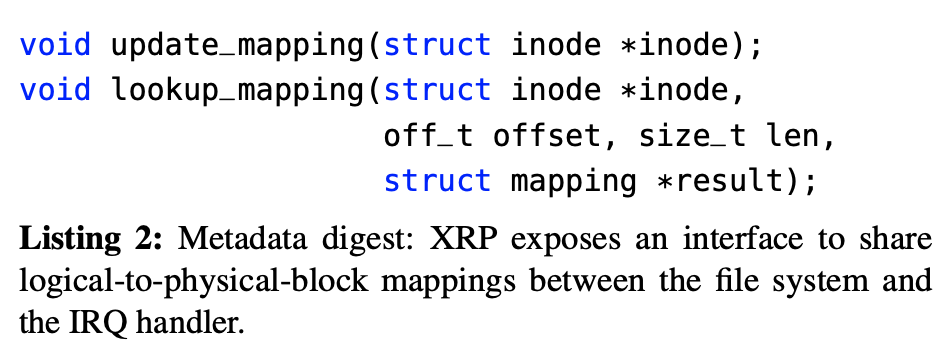 void update_mapping(struct inode *inode);
void lookup_mapping(struct inode *inode,
off_t offset, size_t len,
struct mapping *result);
Listing 2: Metadata digest: XRP exposes an interface to share
logical-to-physical-block mappings between the file system and
the IRQ handler.